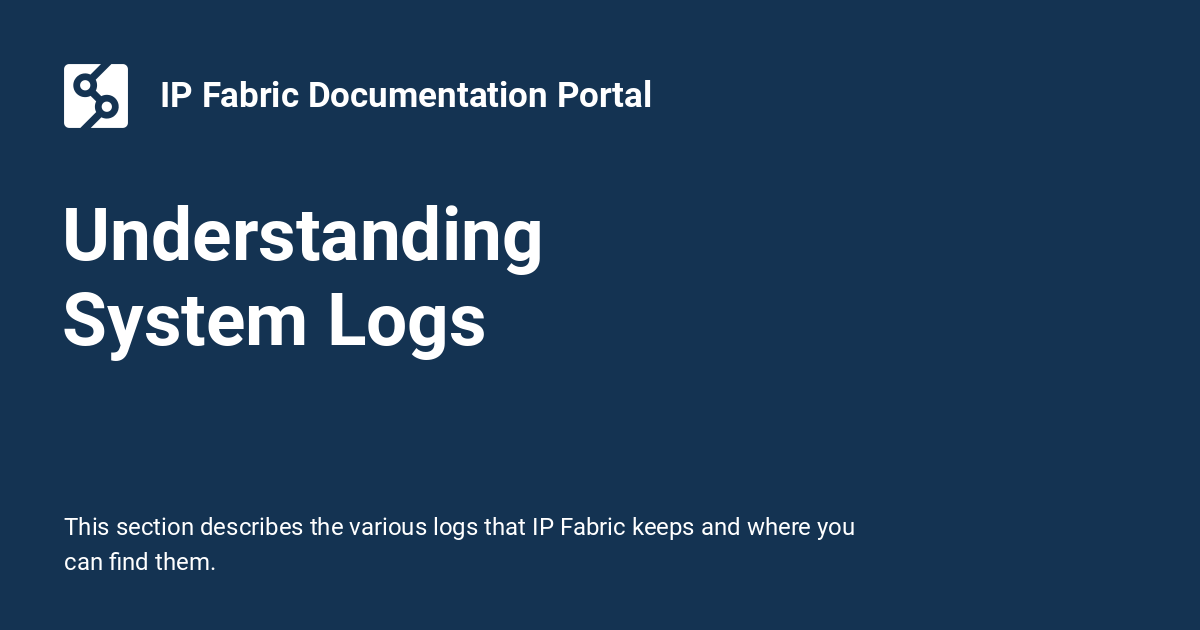 IP Fabric Documentation Portal
Understanding
System Logs
This section describes the various logs that IP Fabric keeps and where you
can find them.